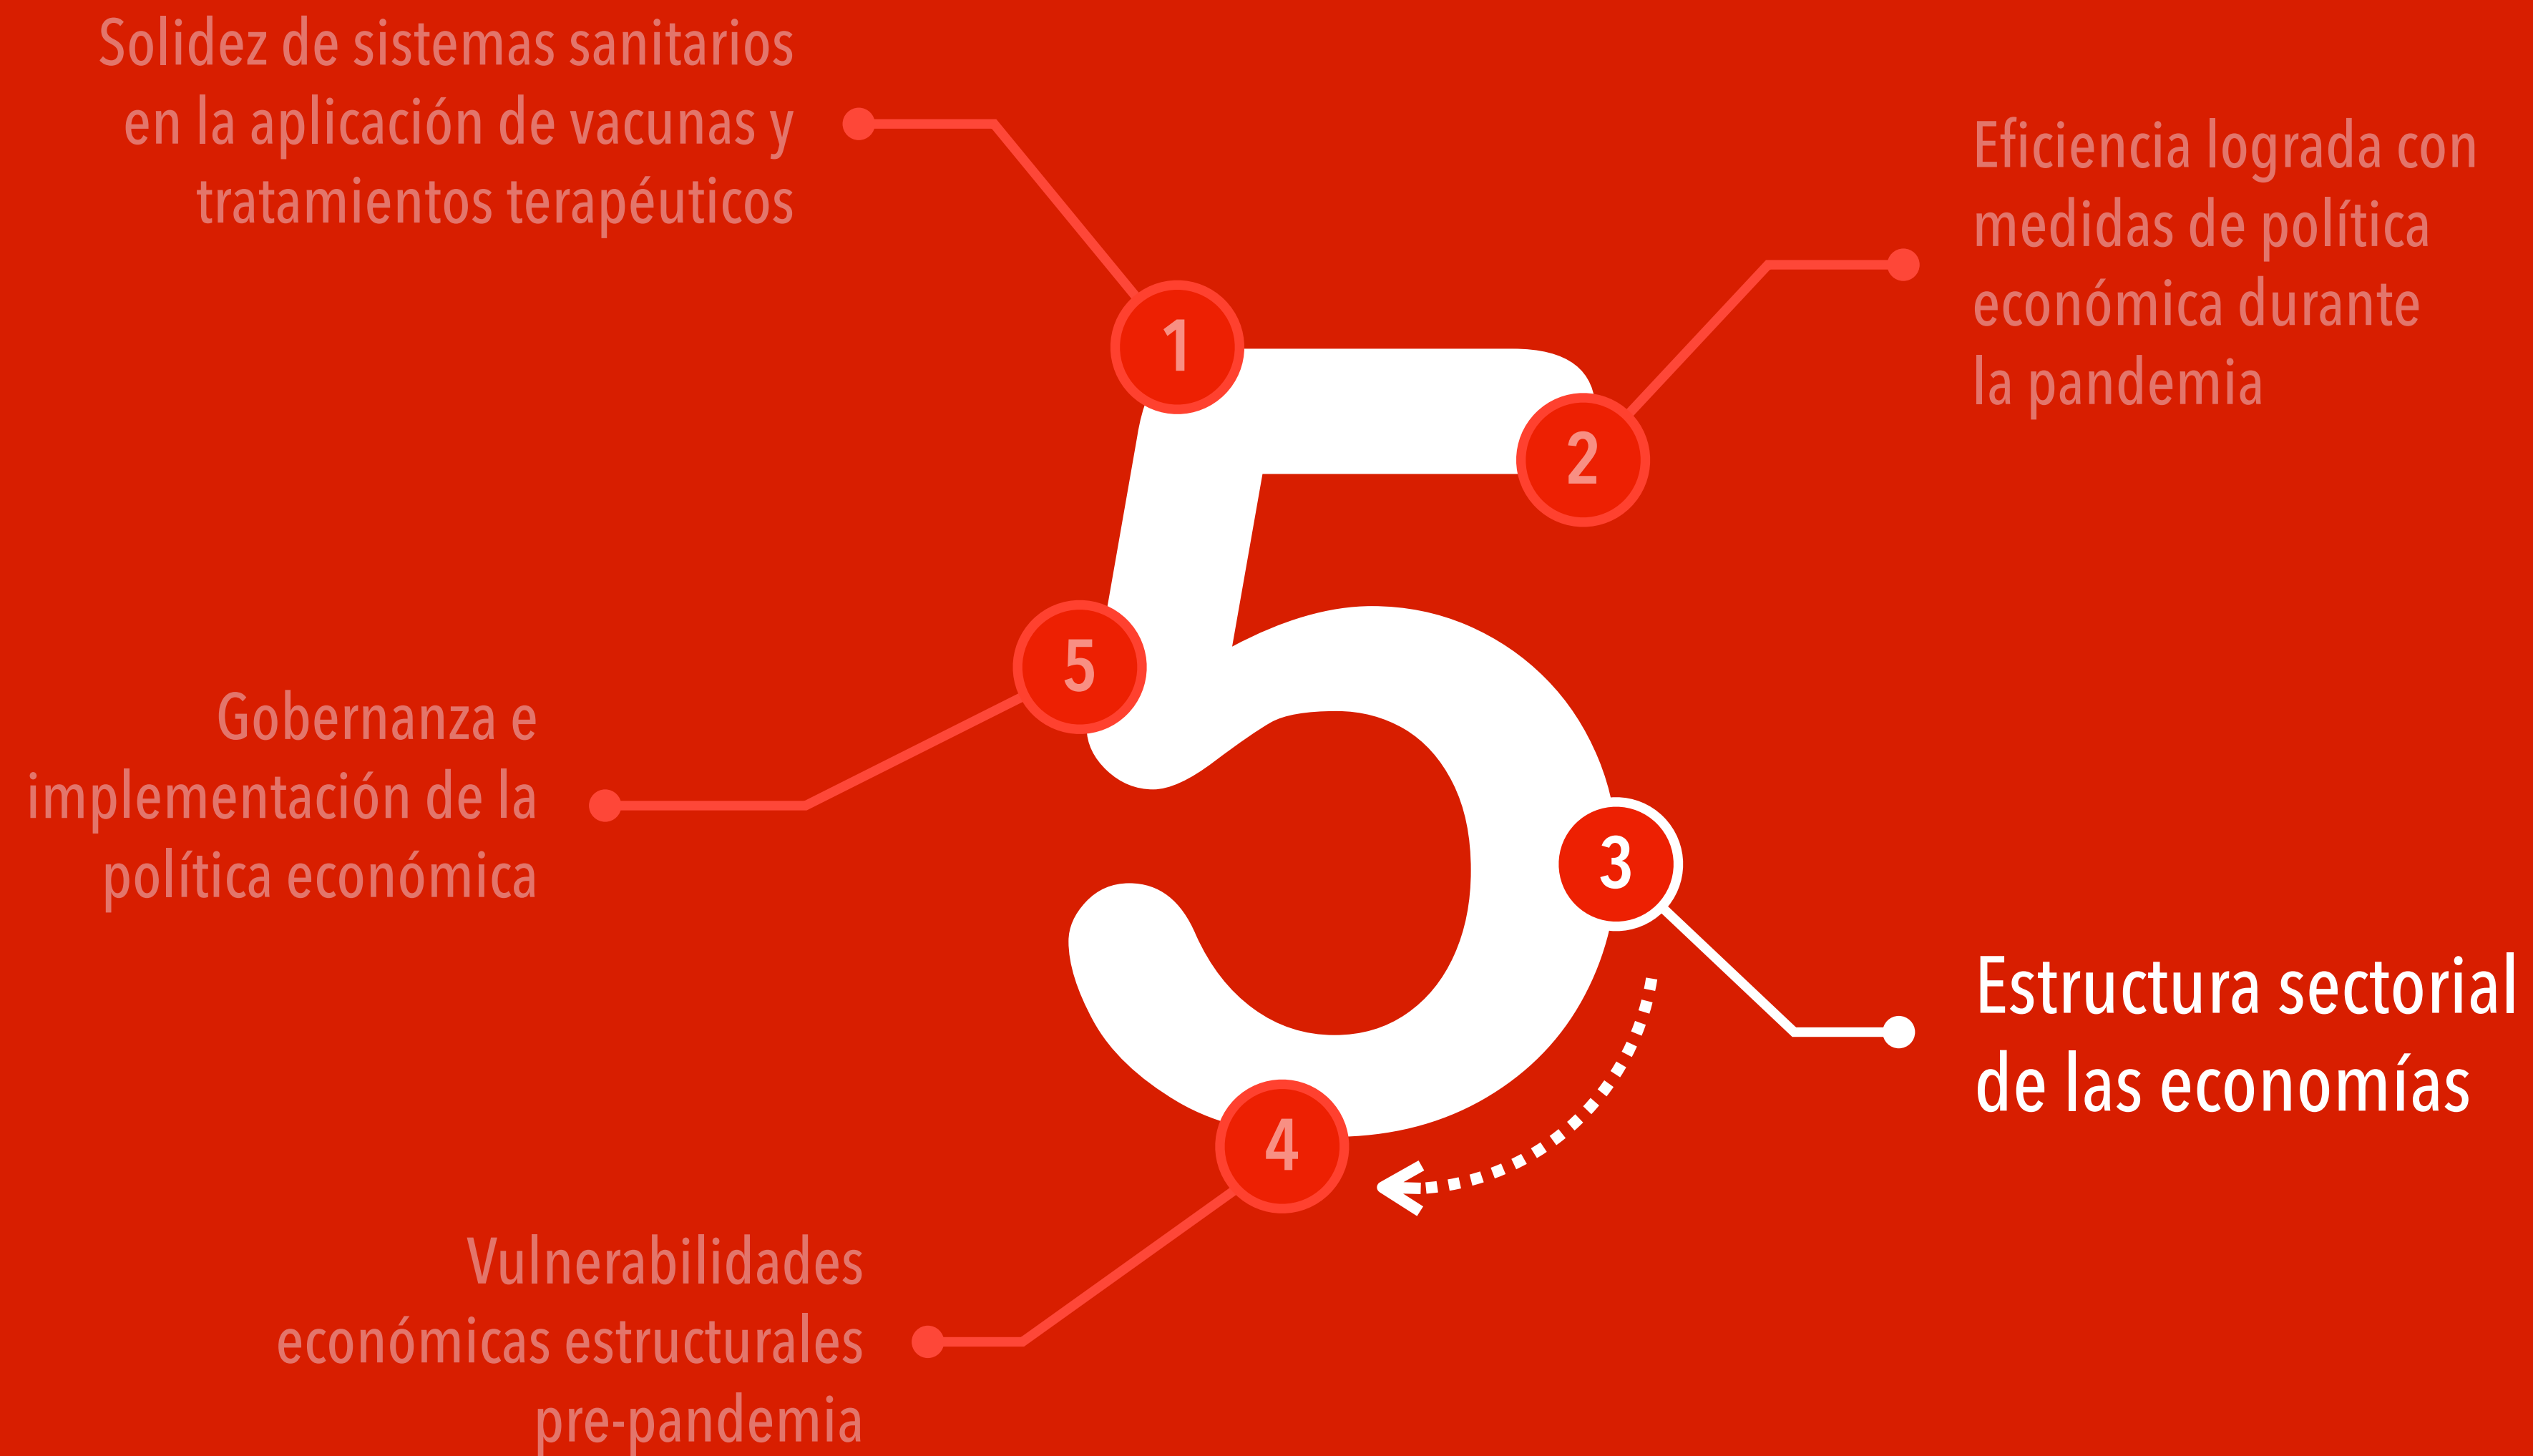 Solidez de sistemas sanitarios
en la aplicación de vacunas y
tratamientos terapéuticos
1
Eficiencia lograda con
medidas de política
económica durante
la pandemia
2
5
5
Gobernanza e
implementación de la
política económica
3
Estructura sectorial
de las economías
4
Vulnerabilidades
económicas estructurales
pre-pandemia